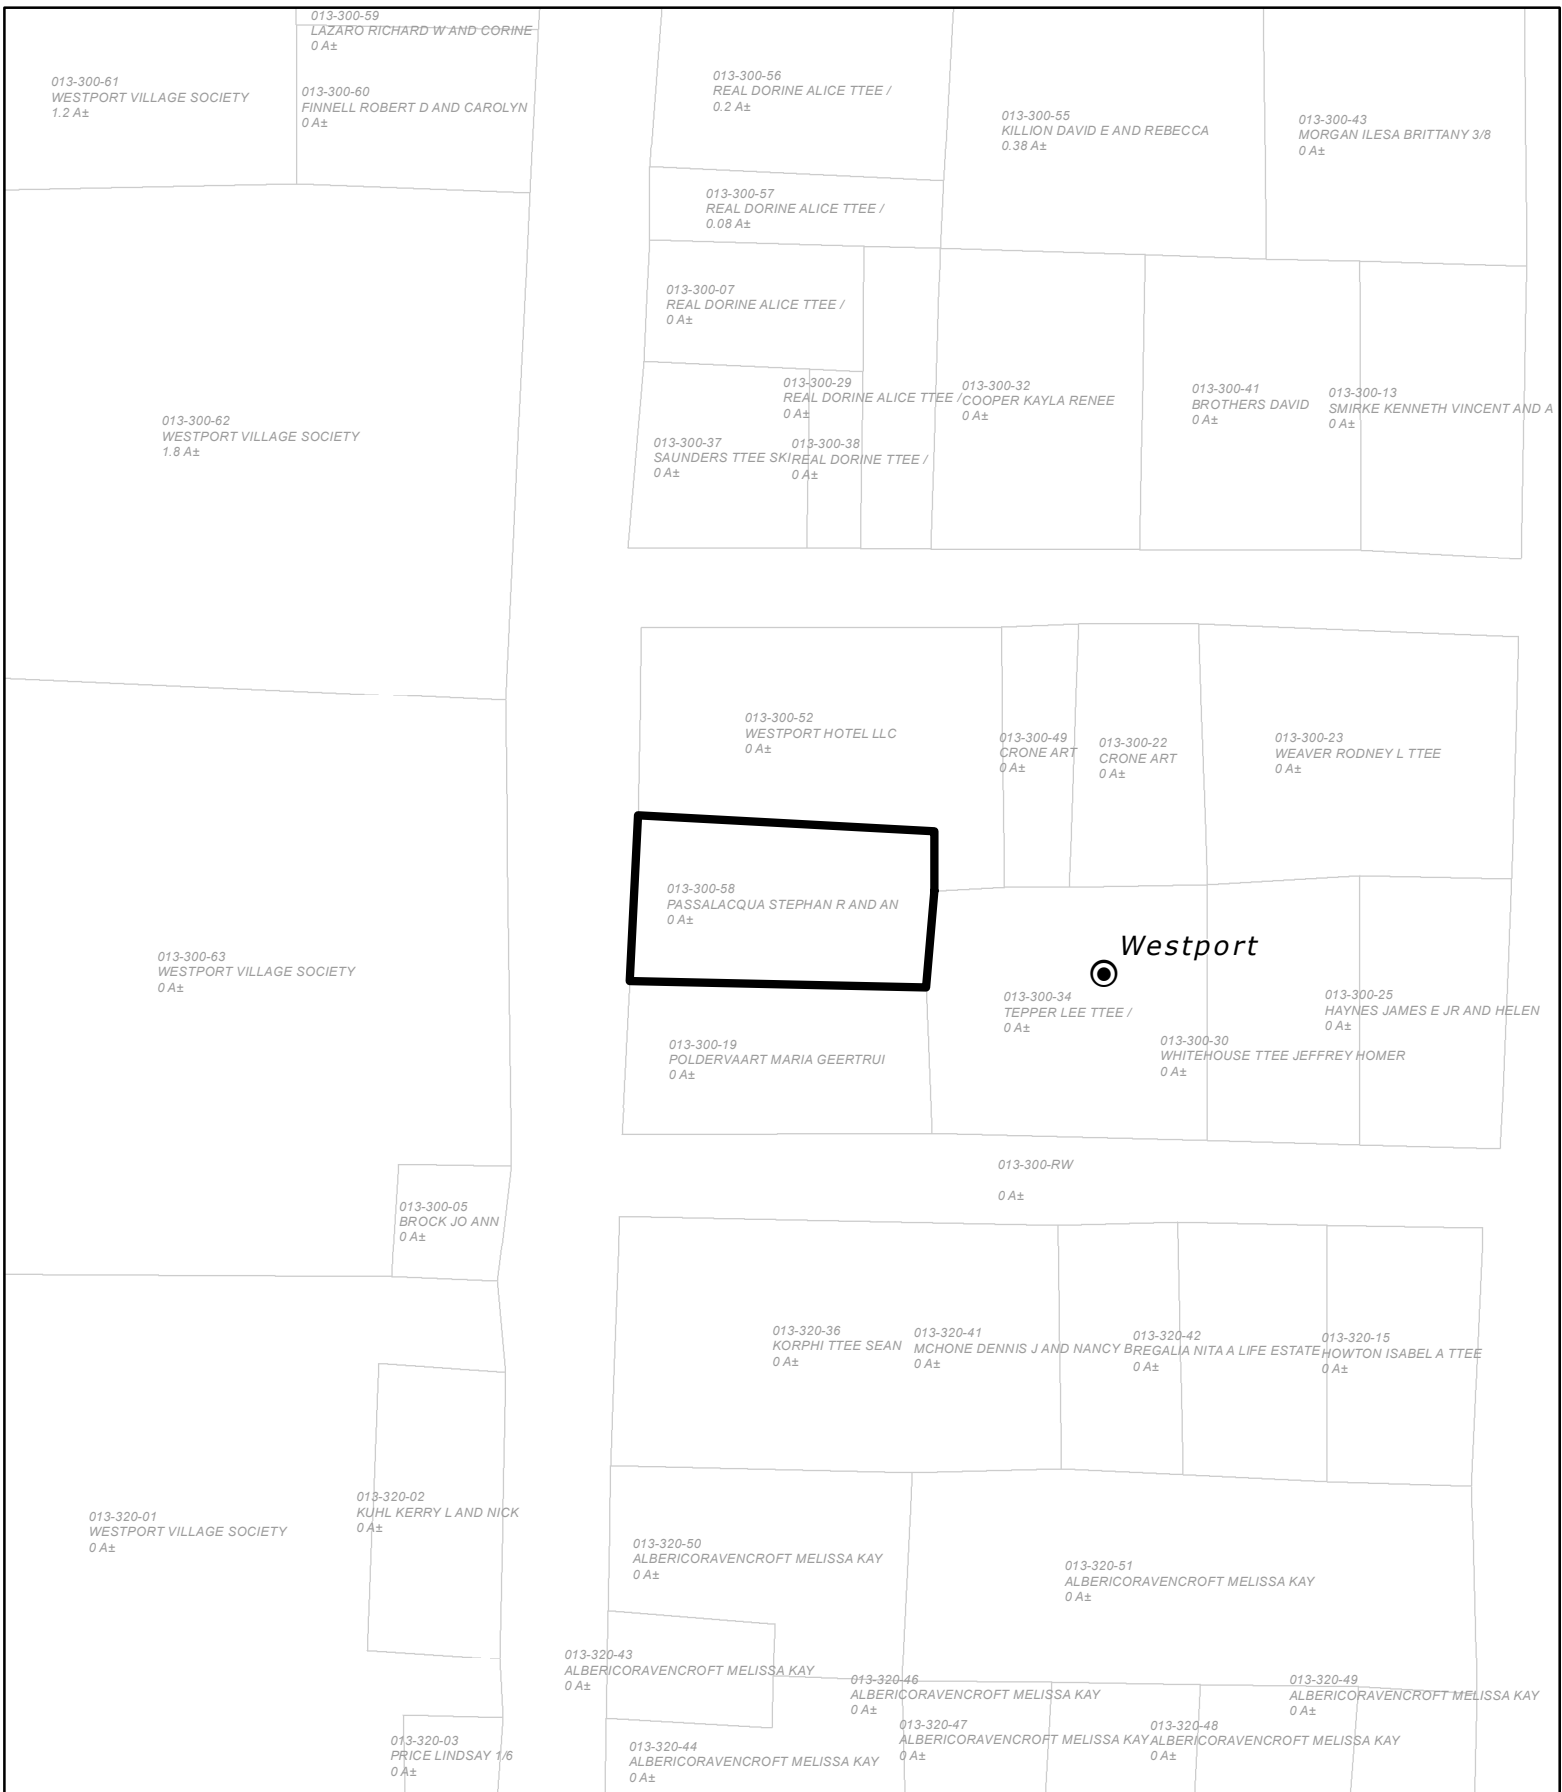 013-300-59
LAZARO RICHARD W AND CORINE
0 A±
013-300-61
WESTPORT VILLAGE SOCIETY
1.2 A±
013-300-60
FINNELL ROBERT D AND CAROLYN
0 A±
013-300-56
REAL DORINE ALICE TTEE /
0.2 A±
013-300-55
KILLION DAVID E AND REBECCA
0.38 A±
013-300-43
MORGAN ILESA BRITTANY 3/8
0 A±
013-300-57
REAL DORINE ALICE TTEE /
0.08 A±
013-300-07
REAL DORINE ALICE TTEE /
0 A±
013-300-29
REAL DORINE ALICE TTEE /
0 A±
013-300-32
COOPER KAYLA RENEE
0 A±
013-300-41
BROTHERS DAVID
0 A±
013-300-13
SMIRKE KENNETH VINCENT AND A
0 A±
013-300-62
WESTPORT VILLAGE SOCIETY
1.8 A±
013-300-37
SAUNDERS TTEE SKI
0 A±
013-300-38
REAL DORINE TTEE /
0 A±
013-300-52
WESTPORT HOTEL LLC
0 A±
013-300-49
CRONE ART
0 A±
013-300-22
CRONE ART
0 A±
013-300-23
WEAVER RODNEY L TTEE
0 A±
013-300-58
PASSALACQUA STEPHAN R AND AN
0 A±
Westport
013-300-63
WESTPORT VILLAGE SOCIETY
0 A±
013-300-34
TEPPER LEE TTEE /
0 A±
013-300-25
HAYNES JAMES E JR AND HELEN
0 A±
013-300-19
POLDERVAART MARIA GEERTRUI
0 A±
013-300-30
WHITEHOUSE TTEE JEFFREY HOMER
0 A±
013-300-RW
0 A±
013-300-05
BROCK JO ANN
0 A±
013-320-36
KORPHI TTEE SEAN
0 A±
013-320-41
MCHONE DENNIS J AND NANCY B
0 A±
013-320-42
REGALIA NITA A LIFE ESTATE
0 A±
013-320-15
HOWTON ISABEL A TTEE
0 A±
013-320-02
KUHL KERRY L AND NICK
0 A±
013-320-01
WESTPORT VILLAGE SOCIETY
0 A±
013-320-50
ALBERICORAVENCROFT MELISSA KAY
0 A±
013-320-51
ALBERICORAVENCROFT MELISSA KAY
0 A±
013-320-43
ALBERICORAVENCROFT MELISSA KAY
0 A±
013-320-46
ALBERICORAVENCROFT MELISSA KAY
0 A±
013-320-49
ALBERICORAVENCROFT MELISSA KAY
0 A±
013-320-47
ALBERICORAVENCROFT MELISSA KAY
0 A±
013-320-48
ALBERICORAVENCROFT MELISSA KAY
0 A±
013-320-03
PRICE LINDSAY 1/6
0 A±
013-320-44
ALBERICORAVENCROFT MELISSA KAY
0 A±